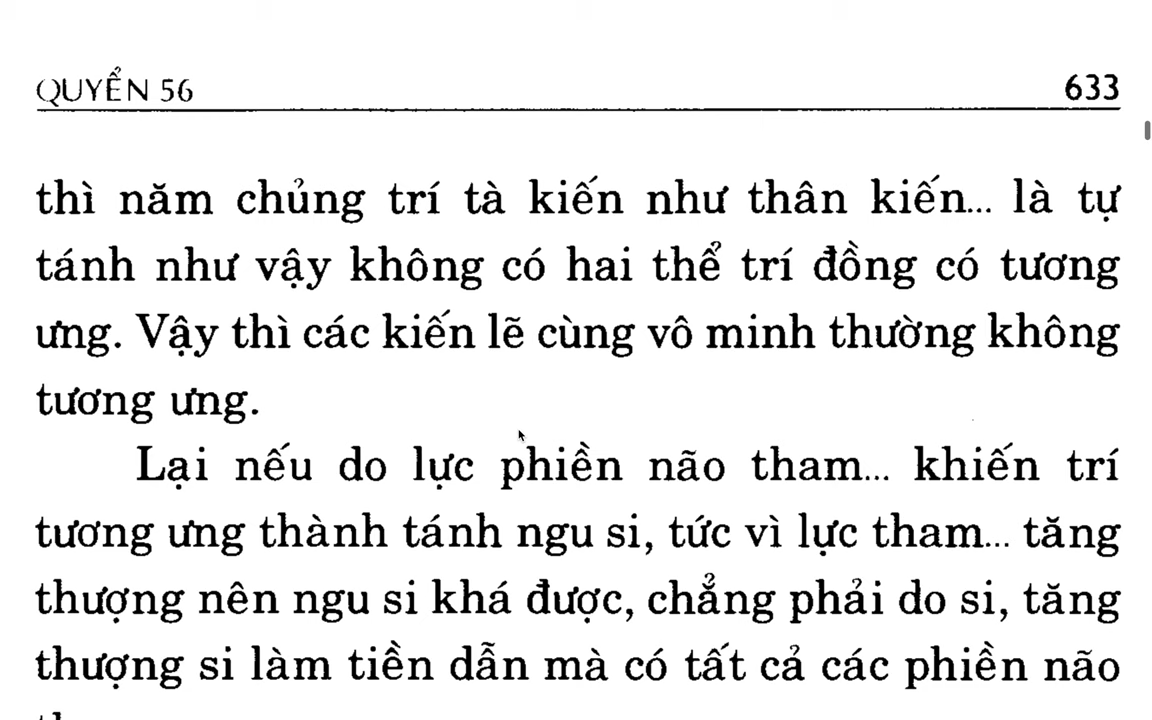 QUYỂN 56 633
thì năm chủng trí tà kiến như thân kiến... là tự
tánh như vậy không có hai thể trí đồng có tương
ưng. Vậy thì các kiến lẽ cùng vô minh thường không
tương ưng.
Lại nếu do lực phiền não tham... khiến trí
tương ưng thành tánh ngu si, tức vì lực tham... tăng
thượng nên ngu si khá được, chẳng phải do si, tăng
thượng si làm tiền dẫn mà có tất cả các phiền não